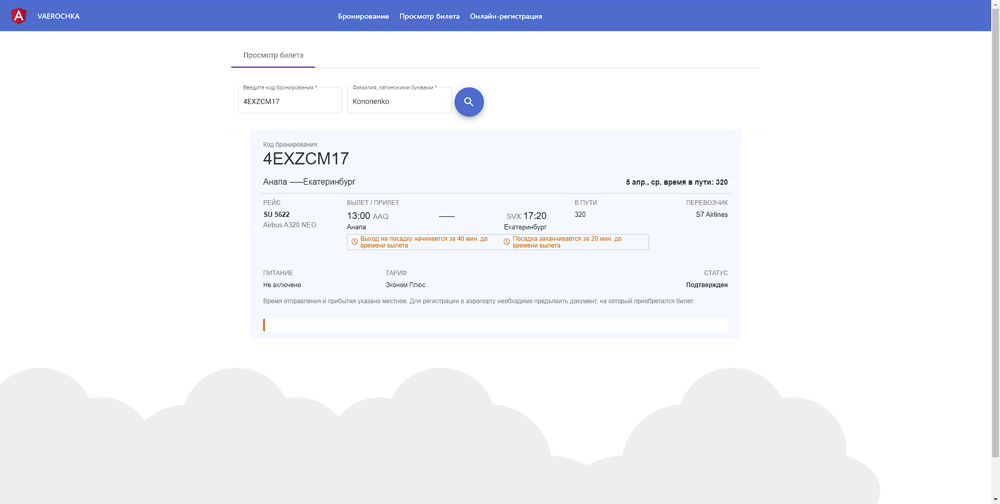 VAEROCHKA
Бронирование Просмотр билета Онлайн-регистрация
Просмотр билета
Введите код бронирования * Фамилия, латинскими буквами *
4EXZCM17 Kononenko
Код бронирования:
4EXZCM17
Анапа ——Екатеринбург 5 апр., ср, время в пути: 320
РЕЙС ВЫЛЕТ / ПРИЛЕТ В ПУТИ ПЕРЕВОЗЧИК
SU 5622 13:00 AAQ —— SVX 17:20 320 S7 Airlines
Airbus A320 NEO Анапа Екатеринбург
Выход на посадку начинается за 40 мин. до Посадка заканчивается за 20 мин. до
времени вылета времени вылета
ПИТАНИЕ ТАРИФ СТАТУС
Не включено Эконом Плюс Подтвержден
Время отправления и прибытия указано местное. Для регистрации в аэропорту необходимо предъявить документ, на который приобретался билет.